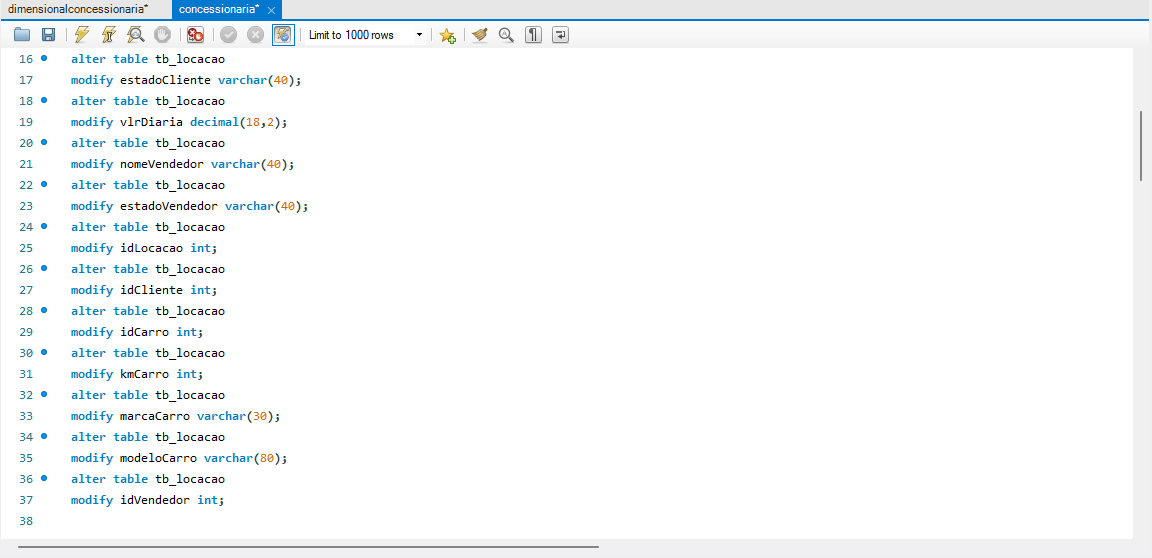 dimensionalconcessionaria* concessionaria*
Limit to 1000 rows
16 alter table tb_locacao
17 modify estadoCliente varchar(40);
18 alter table tb_locacao
19 modify vlrDiaria decimal(18,2);
20 alter table tb_locacao
21 modify nomeVendedor varchar(40);
22 alter table tb_locacao
23 modify estadoVendedor varchar(40);
24 alter table tb_locacao
25 modify idLocacao int;
26 alter table tb_locacao
27 modify idCliente int;
28 alter table tb_locacao
29 modify idCarro int;
30 alter table tb_locacao
31 modify kmCarro int;
32 alter table tb_locacao
33 modify marcaCarro varchar(30);
34 alter table tb_locacao
35 modify modeloCarro varchar(80);
36 alter table tb_locacao
37 modify idVendedor int;
38